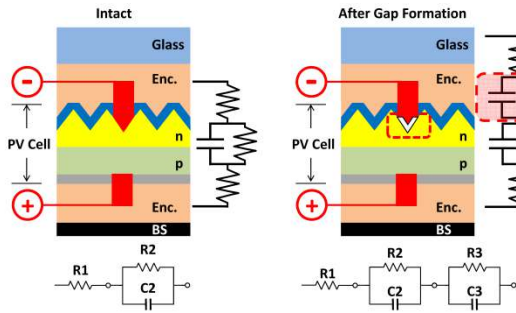 Intact
Glass
Enc.
−
PV Cell
n
p
+
Enc.
BS
R2
R1
C2
After Gap Formation
Glass
Enc.
−
PV Cell
n
p
+
Enc.
BS
R2
R3
R1
C2
C3